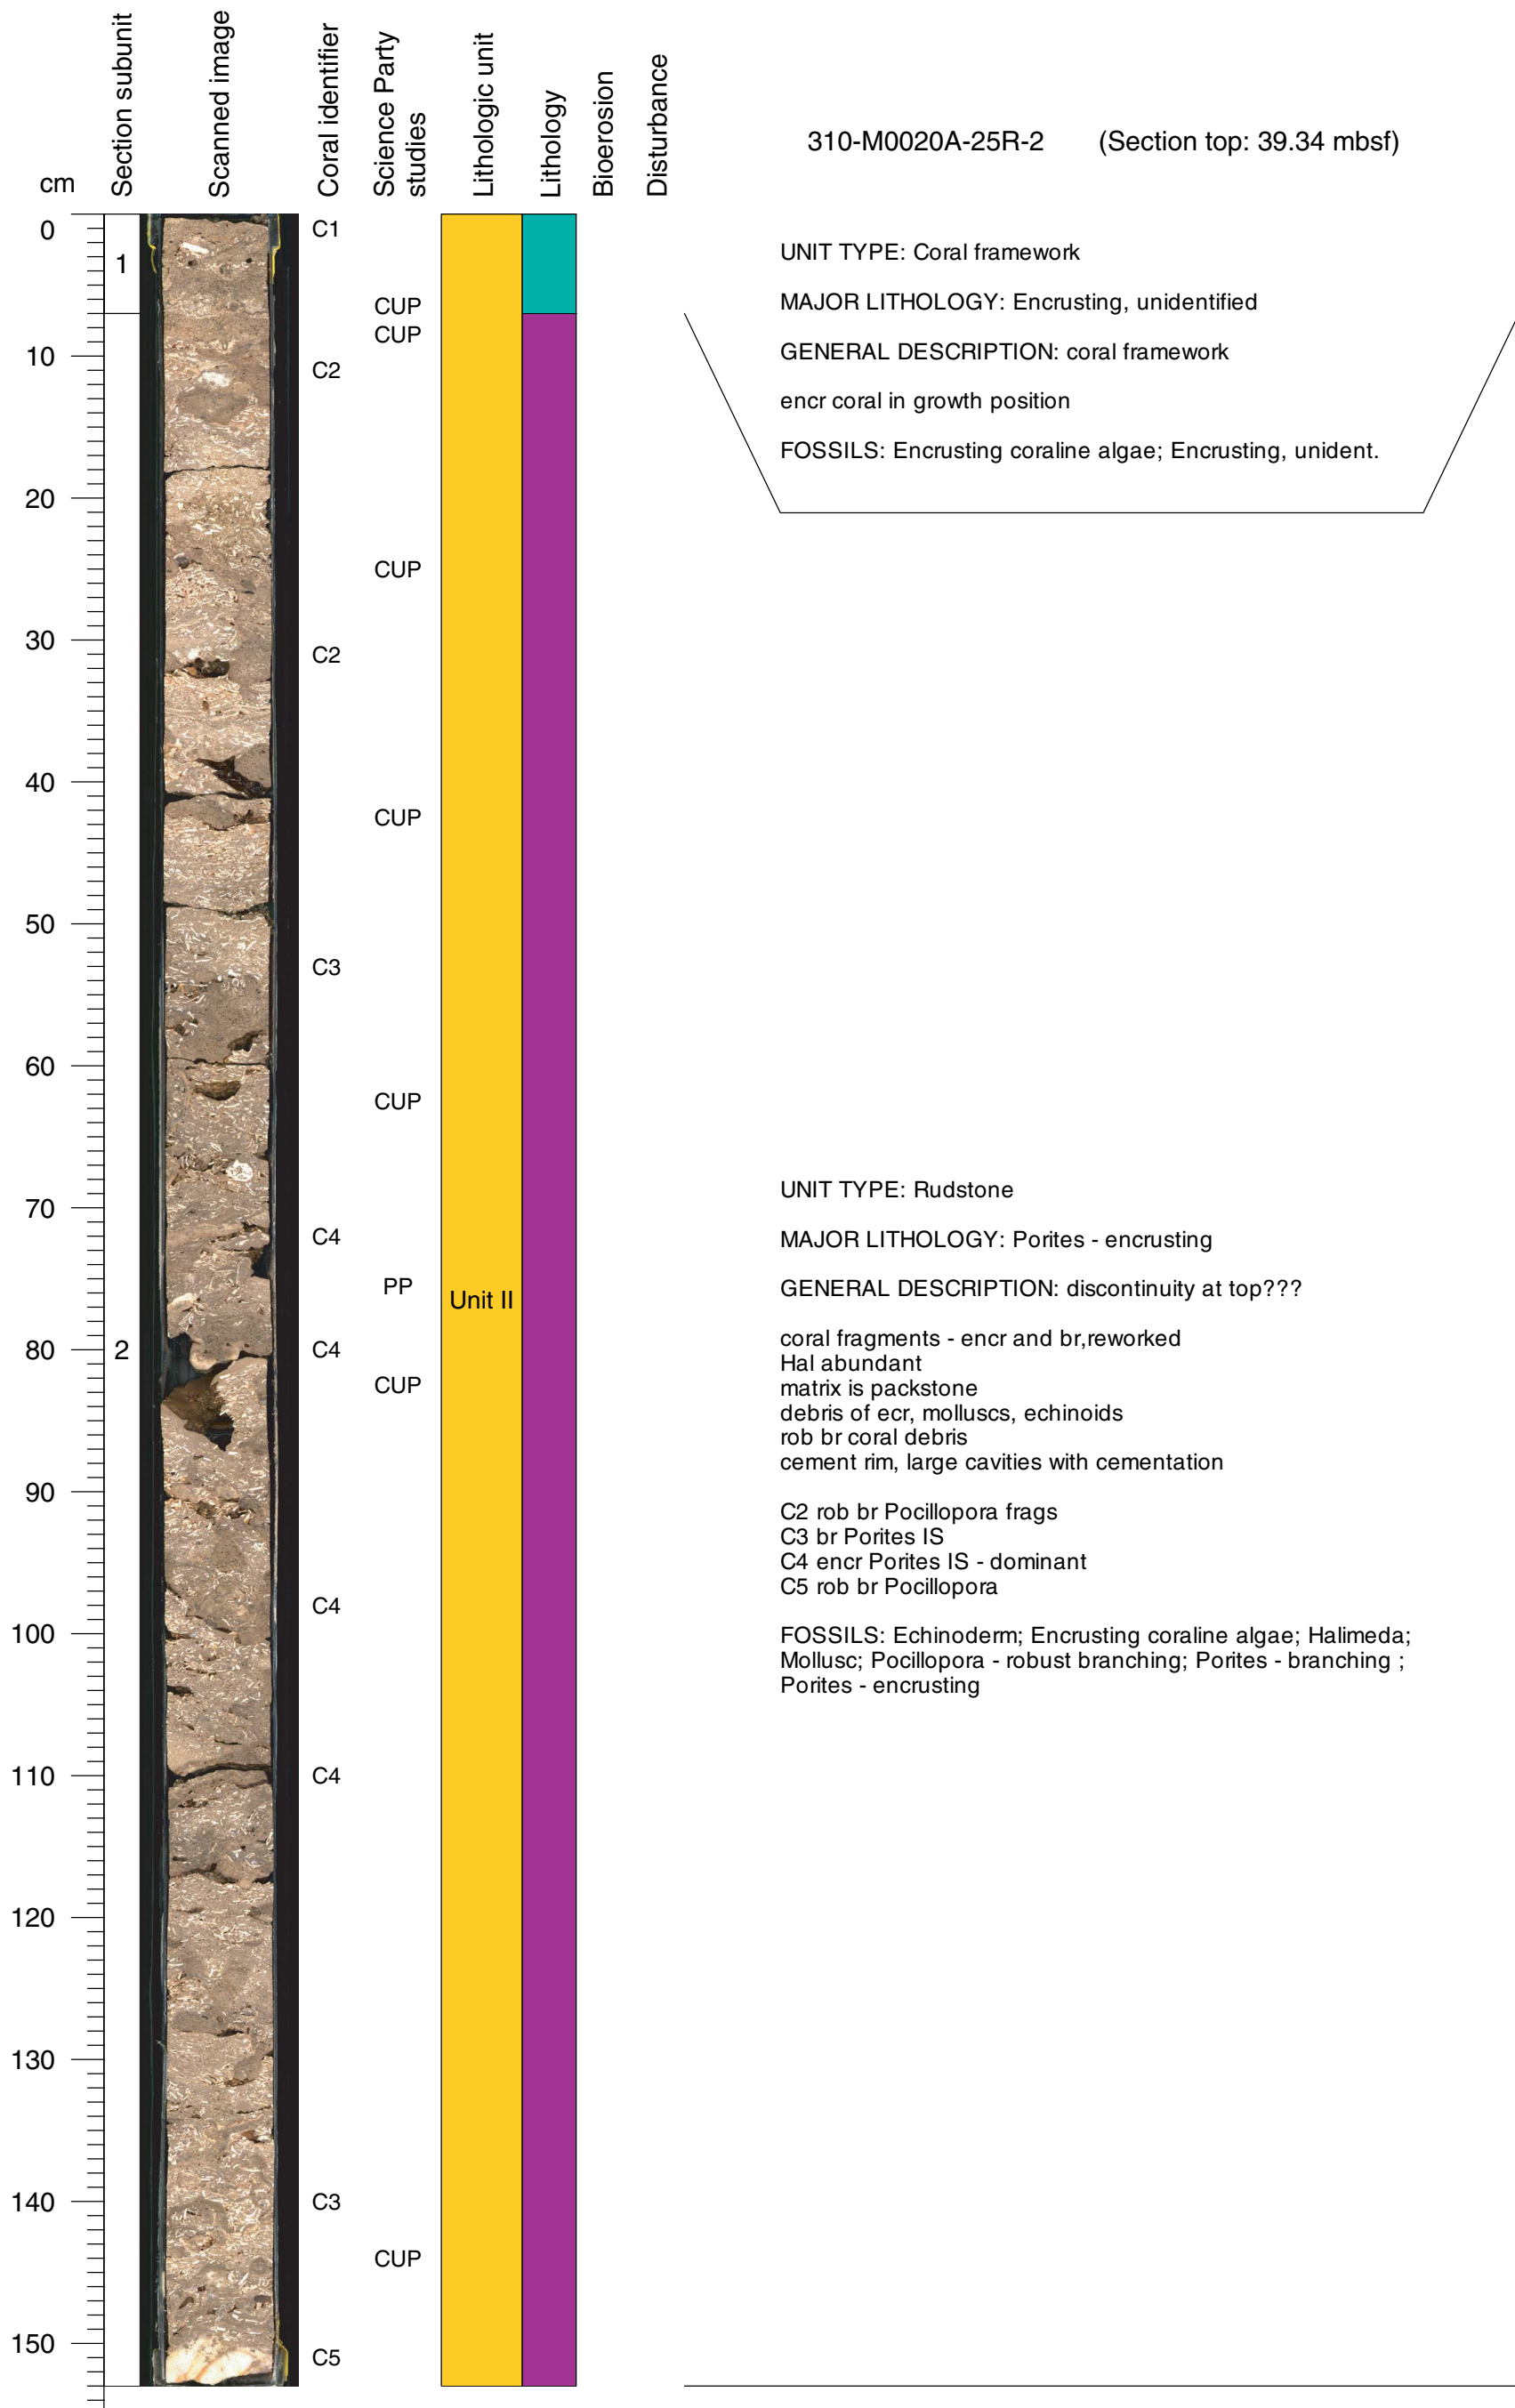 Section subunit
Scanned image
Coral identifier
Science Party
studies
Lithologic unit
Lithology
Bioerosion
Disturbance
310-M0020A-25R-2 (Section top: 39.34 mbsf)
cm
0
10
20
30
40
50
60
70
80
90
100
110
120
130
140
150
1
2
C1
C2
C2
C3
C4
C4
C4
C4
C3
C5
CUP
CUP
CUP
CUP
CUP
PP
CUP
CUP
Unit II
UNIT TYPE: Coral framework
MAJOR LITHOLOGY: Encrusting, unidentified
GENERAL DESCRIPTION: coral framework
encr coral in growth position
FOSSILS: Encrusting coraline algae; Encrusting, unident.
UNIT TYPE: Rudstone
MAJOR LITHOLOGY: Porites - encrusting
GENERAL DESCRIPTION: discontinuity at top???
coral fragments - encr and br,reworked
Hal abundant
matrix is packstone
debris of ecr, molluscs, echinoids
rob br coral debris
cement rim, large cavities with cementation
C2 rob br Pocillopora frags
C3 br Porites IS
C4 encr Porites IS - dominant
C5 rob br Pocillopora
FOSSILS: Echinoderm; Encrusting coraline algae; Halimeda;
Mollusc; Pocillopora - robust branching; Porites - branching ;
Porites - encrusting